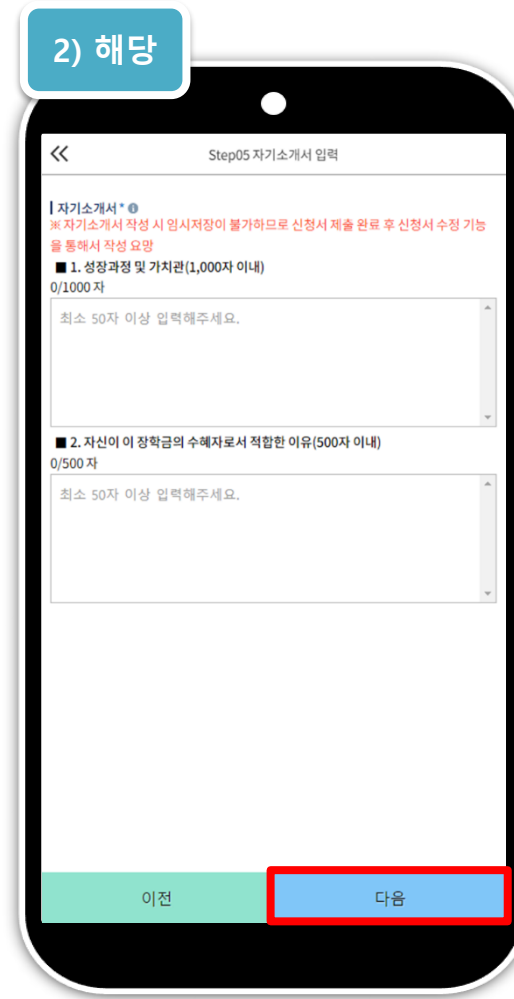 2) 해당
Step05 자기소개서 입력
자기소개서 *
※ 자기소개서 작성 시 임시저장이 불가하므로 신청서 제출 완료 후 신청서 수정 기능
을 통해서 작성 요망
■ 1. 성장과정 및 가치관(1,000자 이내)
0/1000 자
최소 50자 이상 입력해주세요.
■ 2. 자신이 이 장학금의 수혜자로서 적합한 이유(500자 이내)
0/500 자
최소 50자 이상 입력해주세요.
이전 다음